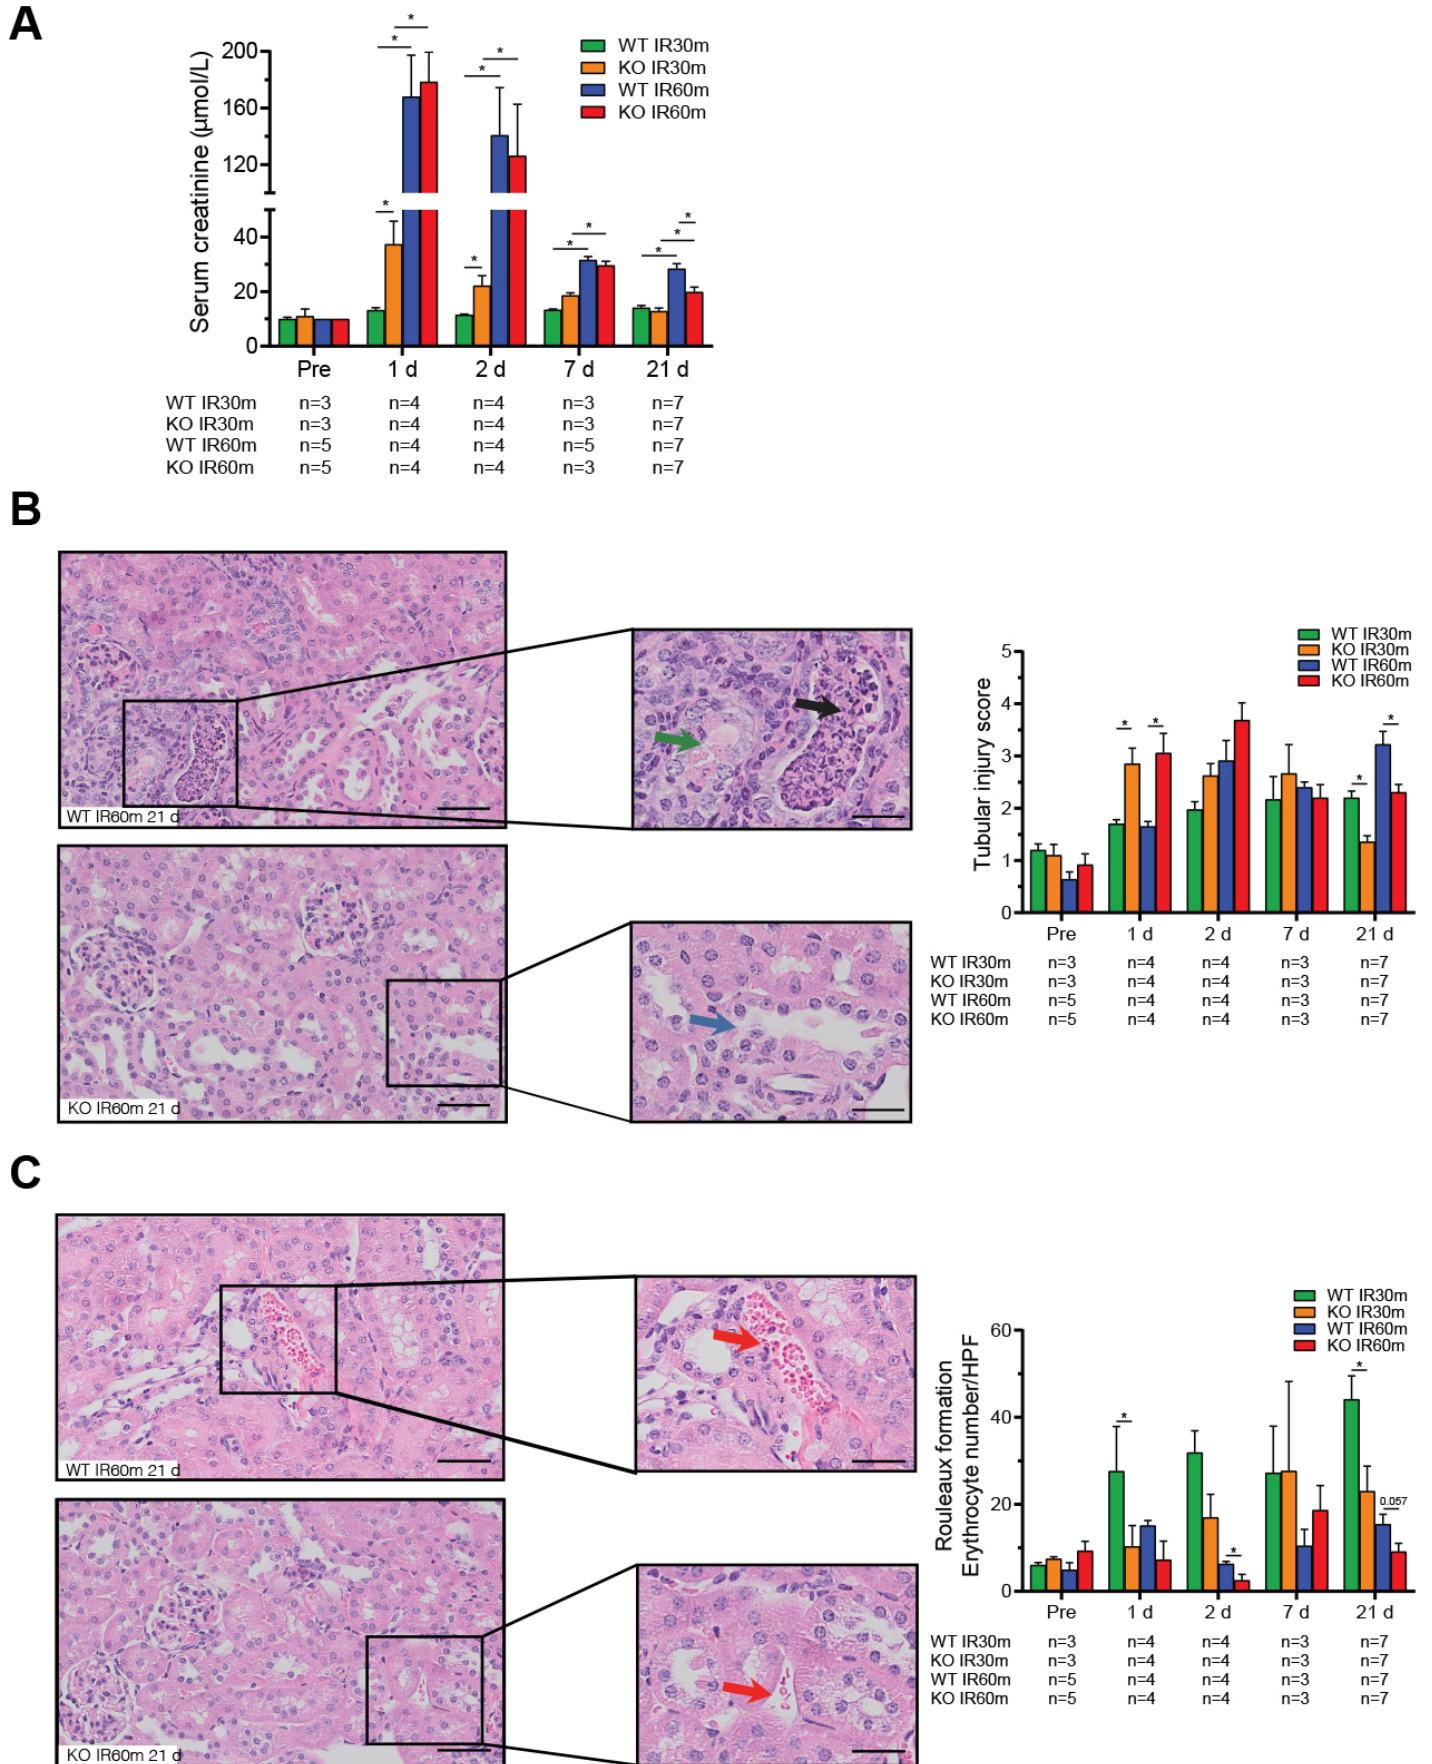 A
Serum creatinine (µmol/L)
200
160
120
40
20
0
* * * * * * * * * * * *
WT IR30m
KO IR30m
WT IR60m
KO IR60m
Pre 1 d 2 d 7 d 21 d
WT IR30m n=3 n=4 n=4 n=3 n=7
KO IR30m n=3 n=4 n=4 n=3 n=7
WT IR60m n=5 n=4 n=4 n=5 n=7
KO IR60m n=5 n=4 n=4 n=3 n=7
B
WT IR60m 21 d
KO IR60m 21 d
Tubular injury score
5
4
3
2
1
0
* * * *
WT IR30m
KO IR30m
WT IR60m
KO IR60m
Pre 1 d 2 d 7 d 21 d
WT IR30m n=3 n=4 n=4 n=3 n=7
KO IR30m n=3 n=4 n=4 n=3 n=7
WT IR60m n=5 n=4 n=4 n=3 n=7
KO IR60m n=5 n=4 n=4 n=3 n=7
C
WT IR60m 21 d
KO IR60m 21 d
Rouleaux formation
Erythrocyte number/HPF
60
40
20
0
* * *
0.057
WT IR30m
KO IR30m
WT IR60m
KO IR60m
Pre 1 d 2 d 7 d 21 d
WT IR30m n=3 n=4 n=4 n=3 n=7
KO IR30m n=3 n=4 n=4 n=3 n=7
WT IR60m n=5 n=4 n=4 n=3 n=7
KO IR60m n=5 n=4 n=4 n=3 n=7